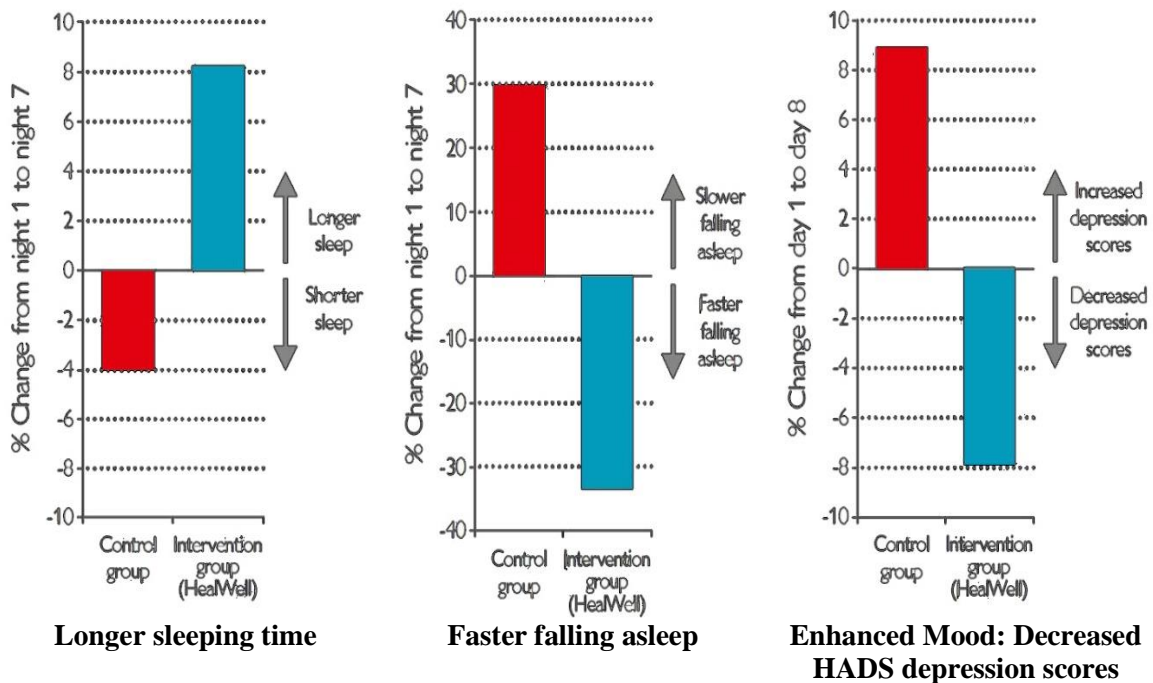 % Change from night 1 to night 7
10
8
6
4
2
0
-2
-4
-6
-8
-10
Longer
sleep
Shorter
sleep
Control
group
Intervention
group
(HealWell)
Longer sleeping time
% Change from night 1 to night 7
40
30
20
10
0
-10
-20
-30
-40
Slower
falling
asleep
Faster
falling
asleep
Control
group
Intervention
group
(HealWell)
Faster falling asleep
% Change from day 1 to day 8
10
8
6
4
2
0
-2
-4
-6
-8
-10
Increased
depression
scores
Decreased
depression
scores
Control
group
Intervention
group
(HealWell)
Enhanced Mood: Decreased
HADS depression scores